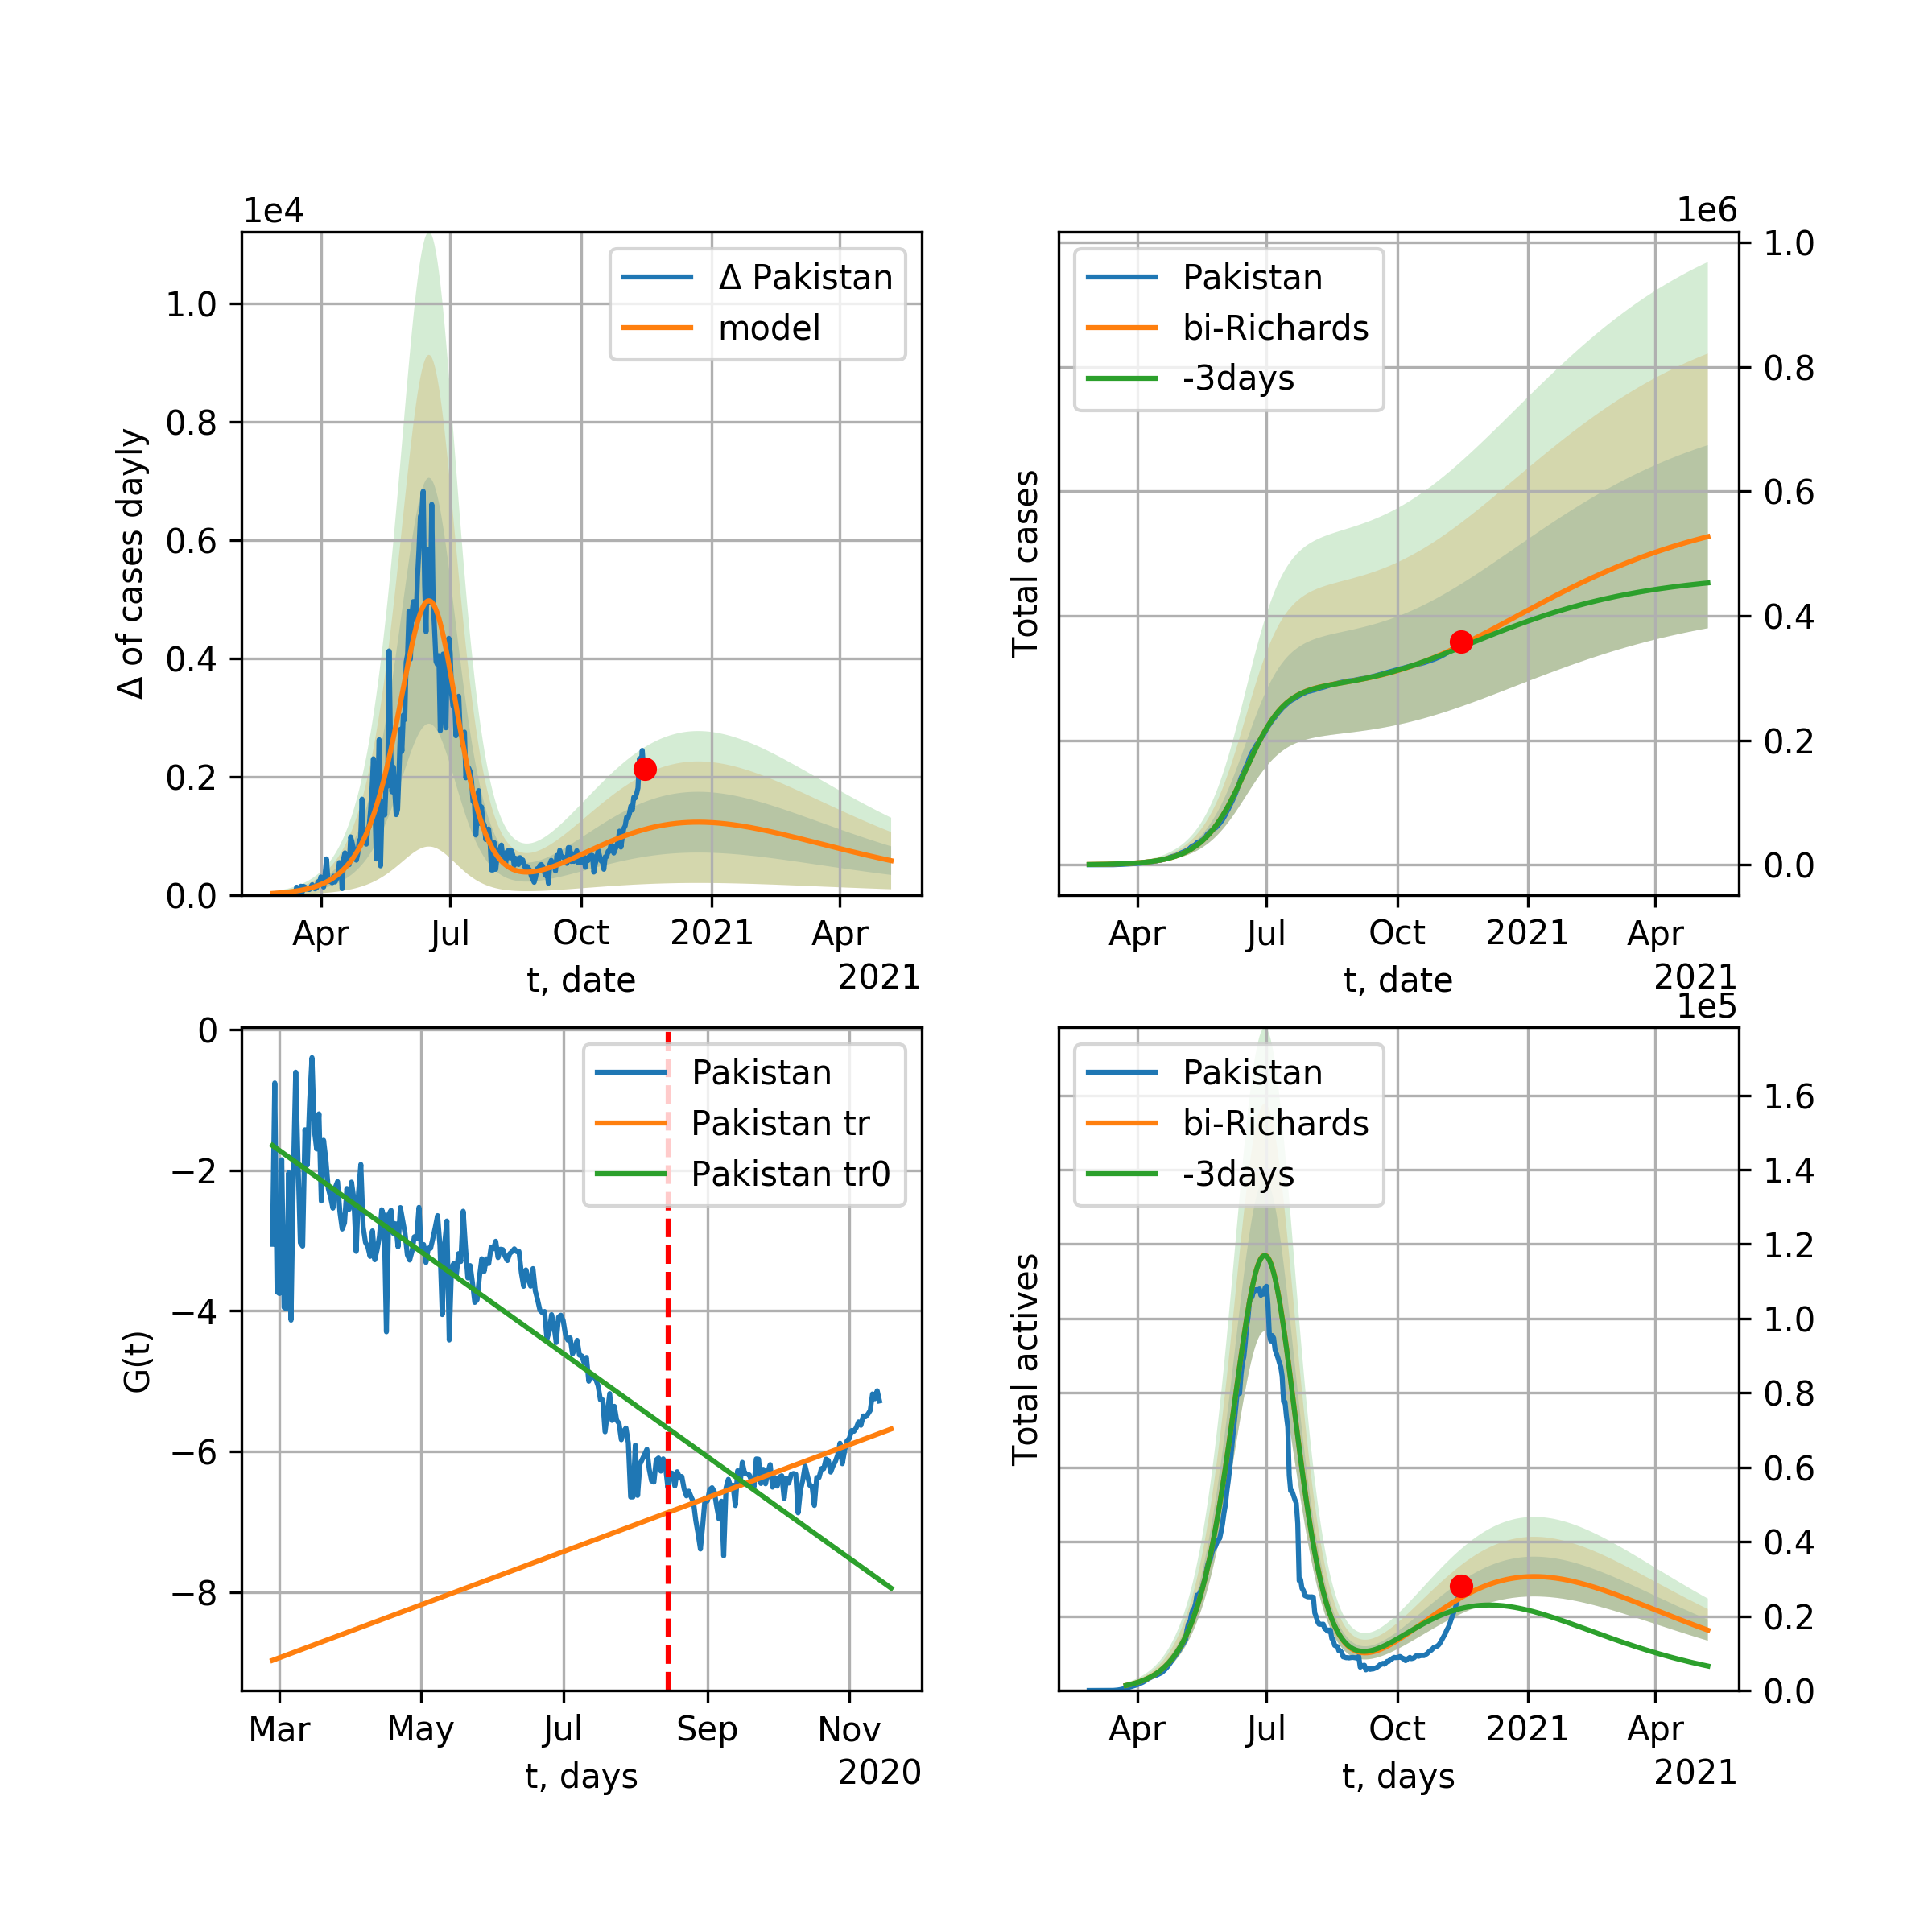 1e4
Δ of cases dayly
1.0
0.8
0.6
0.4
0.2
0.0
Δ Pakistan
model
Apr Jul Oct 2021 Apr
t, date
2021
1e6
Total cases
Pakistan
bi-Richards
-3days
1.0
0.8
0.6
0.4
0.2
0.0
Apr Jul Oct 2021 Apr
t, date
2021
G(t)
0
−2
−4
−6
−8
Pakistan
Pakistan tr
Pakistan tr0
Mar May Jul Sep Nov
t, days
2020
1e5
Total actives
Pakistan
bi-Richards
-3days
1.6
1.4
1.2
1.0
0.8
0.6
0.4
0.2
0.0
Apr Jul Oct 2021 Apr
t, days
2021